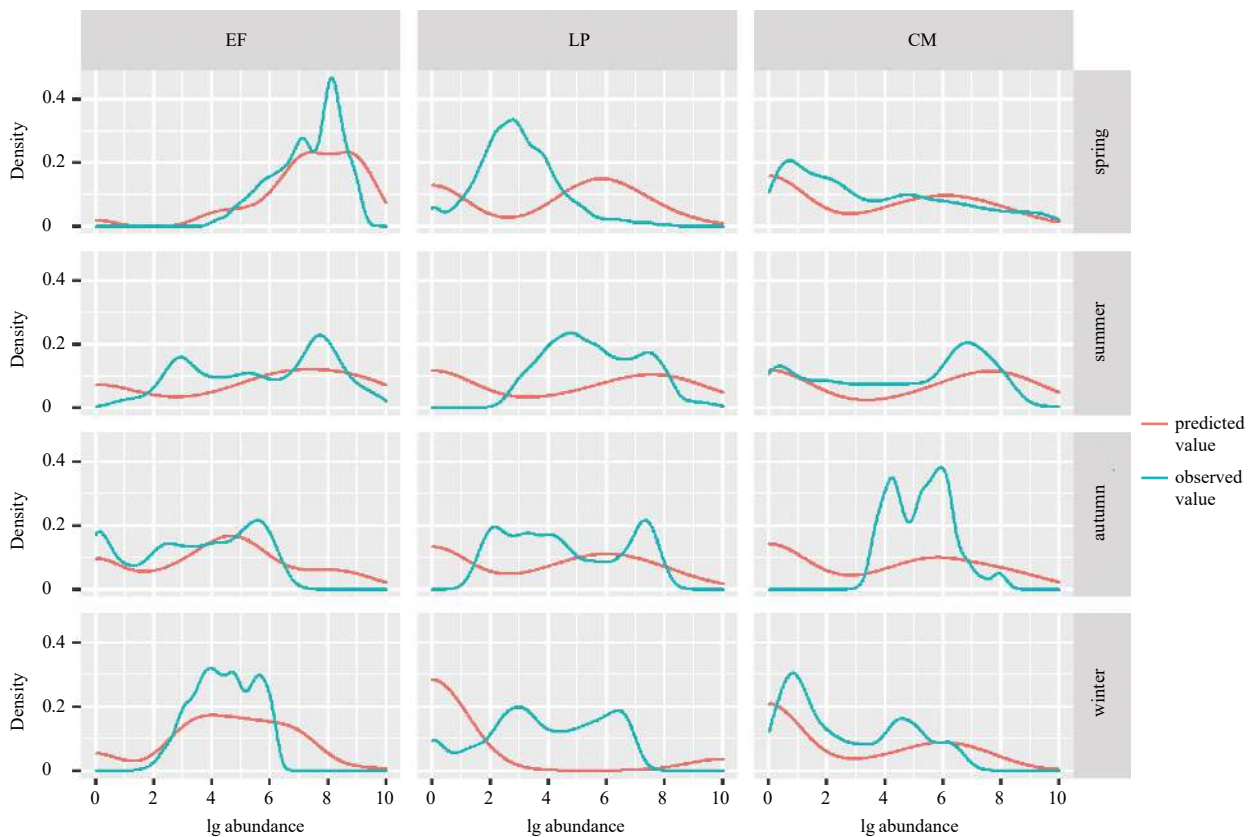 EF LP CM
0.4
0.2
0
Density
spring
0.4
0.2
0
Density
summer
0.4
0.2
0
Density
autumn
0.4
0.2
0
Density
winter
0 2 4 6 8 10 0 2 4 6 8 10 0 2 4 6 8 10
lg abundance lg abundance lg abundance
predicted
value
observed
value